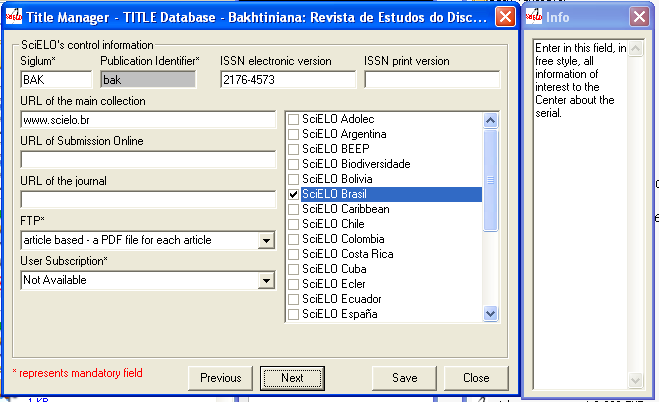 Title Manager - TITLE Database - Bakhtiniana: Revista de Estudos do Disc...
SciELO's control information
Siglum* Publication Identifier* ISSN electronic version ISSN print version
BAK bak 2176-4573
URL of the main collection
www.scielo.br
URL of Submission Online
URL of the journal
FTP*
article based - a PDF file for each article
User Subscription*
Not Available
SciELO Adolec
SciELO Argentina
SciELO BEEP
SciELO Biodiversidade
SciELO Bolivia
SciELO Brasil
SciELO Caribbean
SciELO Chile
SciELO Colombia
SciELO Costa Rica
SciELO Cuba
SciELO Ecler
SciELO Ecuador
SciELO España
* represents mandatory field
Previous Next Save Close
Info
Enter in this field, in
free style, all
information of
interest to the
Center about the
serial.